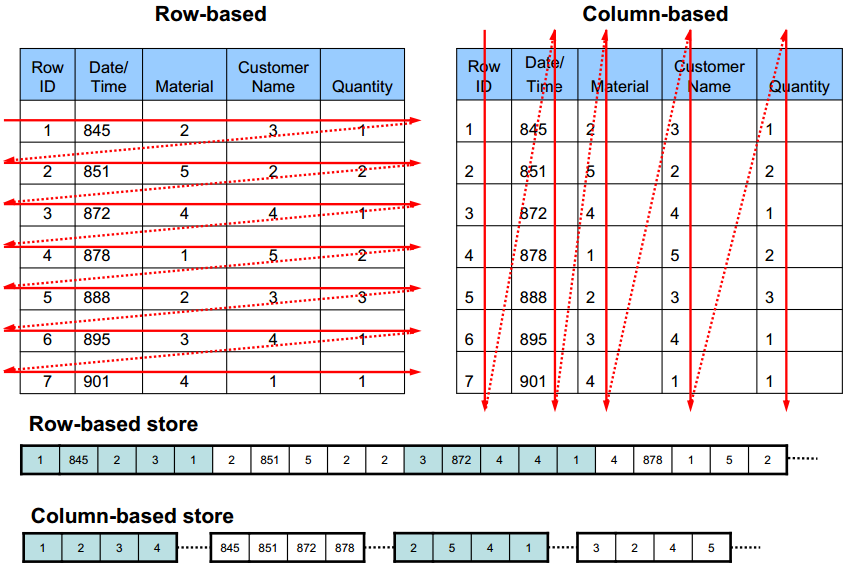 Row-based
Row ID Date/ Time Material Customer Name Quantity
1 845 2 3 1
2 851 5 2 2
3 872 4 4 1
4 878 1 5 2
5 888 2 3 3
6 895 3 4 1
7 901 4 1 1
Column-based
Row ID Date/ Time Material Customer Name Quantity
1 845 2 3 1
2 851 5 2 2
3 872 4 4 1
4 878 1 5 2
5 888 2 3 3
6 895 3 4 1
7 901 4 1 1
Row-based store
1 845 2 3 1 2 851 5 2 2 3 872 4 4 1 4 878 1 5 2
Column-based store
1 2 3 4 845 851 872 878 2 5 4 1 3 2 4 5